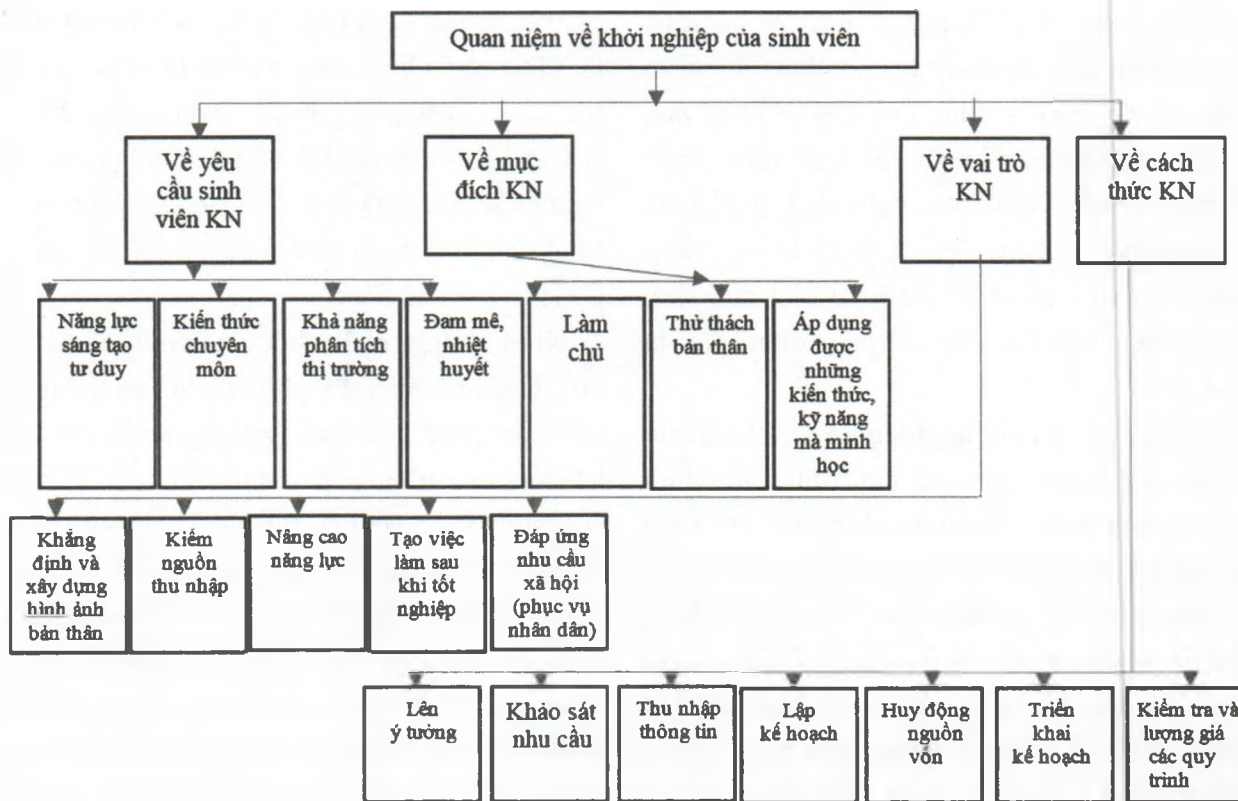 Quan niệm về khởi nghiệp của sinh viên
Về yêu
cầu sinh
viên KN
Về mục
đích KN
Về vai trò
KN
Về cách
thức KN
Năng lực
sáng tạo
tư duy
Kiến thức
chuyên
môn
Khả năng
phân tích
thị trường
Đam mê,
nhiệt
huyết
Làm
chủ
Thử thách
bản thân
Áp dụng
được
những
kiến thức,
kỹ năng
mà mình
học
Khẳng
định và
xây dựng
hình ảnh
bản thân
Kiếm
nguồn
thu nhập
Nâng cao
năng lực
Tạo việc
làm sau
khi tốt
nghiệp
Đáp ứng
nhu cầu
xã hội
(phục vụ
nhân dân)
Lên
ý tưởng
Khảo sát
nhu cầu
Thu nhập
thông tin
Lập
kế hoạch
Huy động
nguồn
vốn
Triển
khai
kế hoạch
Kiểm tra và
lượng giá
các quy
trình